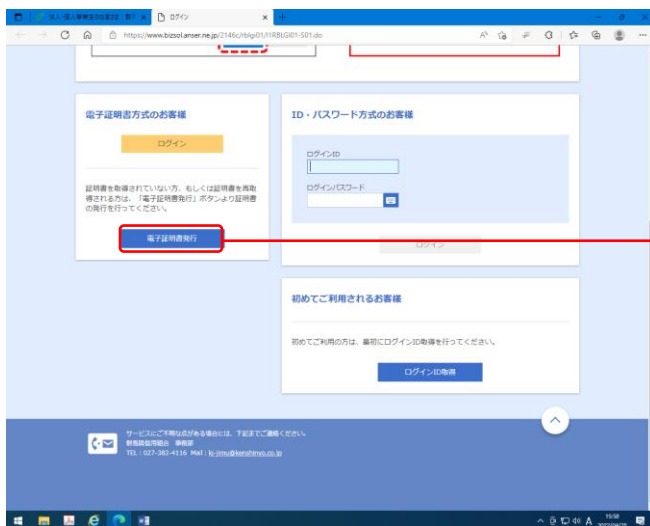 ログイン
https://www.bizsol.anser.ne.jp/2146c/rblgi01/I1RBLGI01-S01.do
電子証明書方式のお客様
ログイン
証明書を取得されていない方、もしくは証明書を再取
得される方は、「電子証明書発行」ボタンより証明書
の発行を行ってください。
電子証明書発行
ID・パスワード方式のお客様
ログインID
ログインパスワード
ログイン
初めてご利用されるお客様
初めてご利用の方は、最初にログインID取得を行ってください。
ログインID取得
サービスにご不明な点がある場合には、下記までご連絡ください。
群馬県信用組合 事務部
TEL : 027-382-4116 Mail : ks-jimu@kenshinyo.co.jp
A
15:58